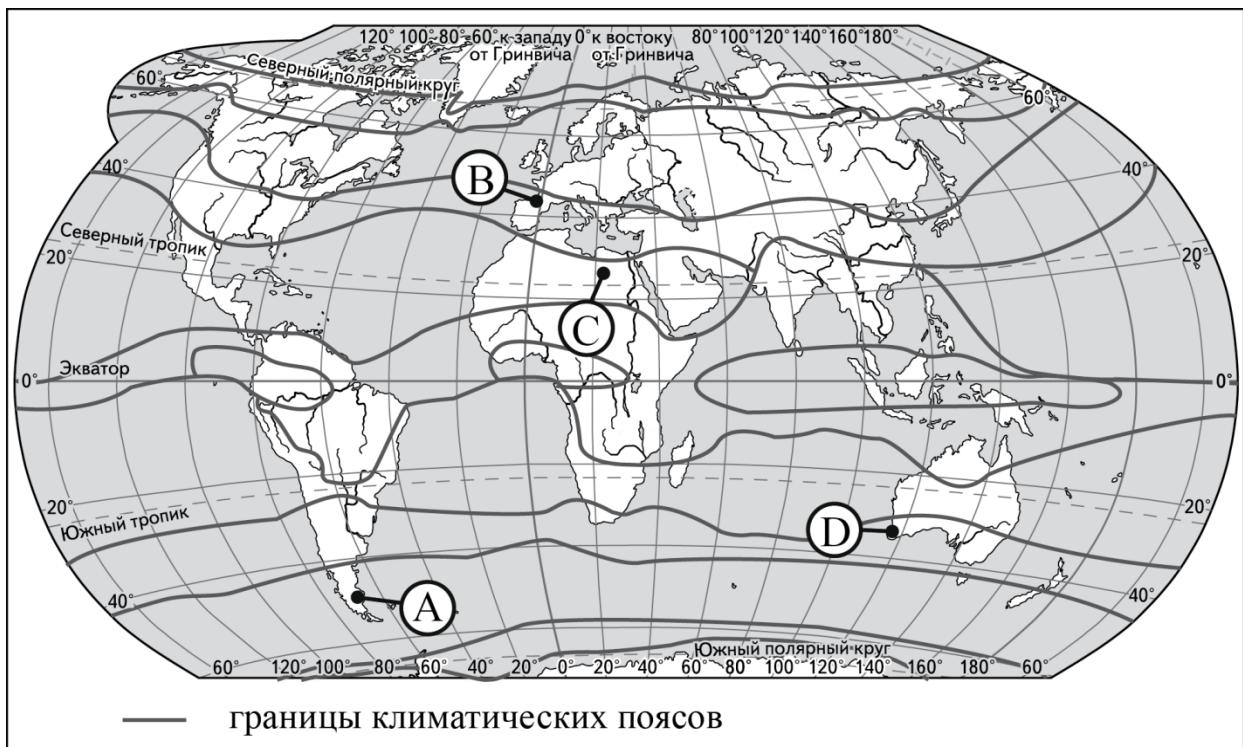 120° 100° 80° 60° к западу 0° к востоку 80° 100° 120° 140° 160° 180°
от Гринвича от Гринвича
Северный полярный круг
60° 60°
40° 40°
B
Северный тропик
20° 20°
C
Экватор
0° 0°
20° 20°
Южный тропик
D
40° 40°
A
Южный полярный круг
60° 120° 100° 80° 60° 40° 20° 0° 20° 40° 60° 80° 100° 120° 140° 160° 180° 60°
границы климатических поясов